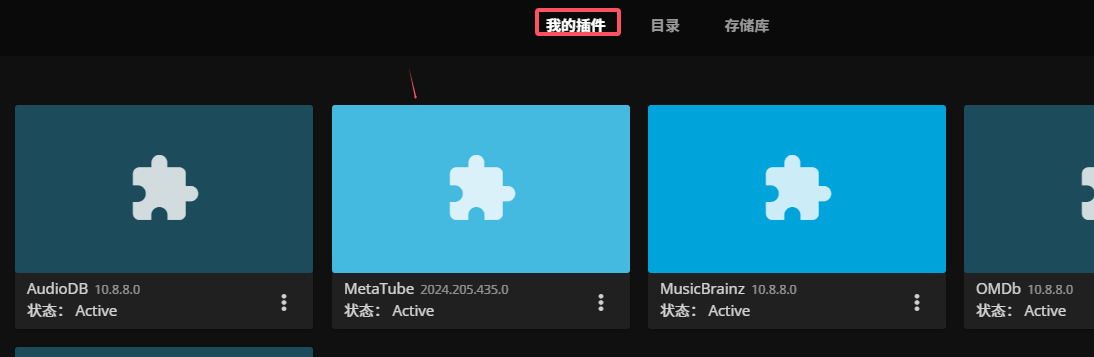 我的插件 目录 存储库
AudioDB 10.8.8.0
状态： Active
MetaTube 2024.205.435.0
状态： Active
MusicBrainz 10.8.8.0
状态： Active
OMDb 10.8.8.0
状态： Active